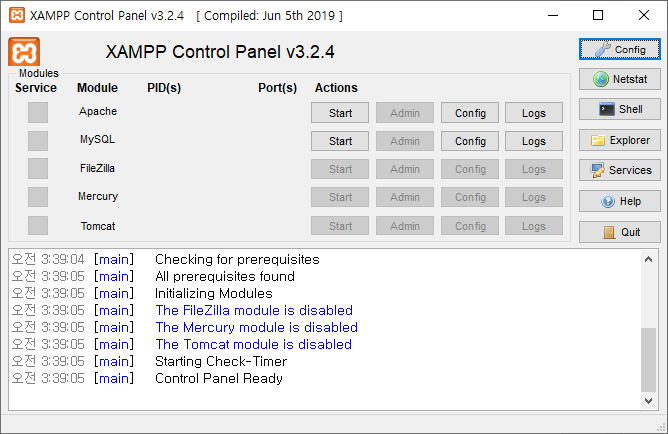 XAMPP Control Panel v3.2.4 [ Compiled: Jun 5th 2019 ]
XAMPP Control Panel v3.2.4
Config
Modules
Service Module PID(s) Port(s) Actions
Netstat
Apache Start Admin Config Logs
Shell
MySQL Start Admin Config Logs
Explorer
FileZilla Start Admin Config Logs
Services
Mercury Start Admin Config Logs
Help
Tomcat Start Admin Config Logs
Quit
오전 3:39:04 [main] Checking for prerequisites
오전 3:39:05 [main] All prerequisites found
오전 3:39:05 [main] Initializing Modules
오전 3:39:05 [main] The FileZilla module is disabled
오전 3:39:05 [main] The Mercury module is disabled
오전 3:39:05 [main] The Tomcat module is disabled
오전 3:39:05 [main] Starting Check-Timer
오전 3:39:05 [main] Control Panel Ready